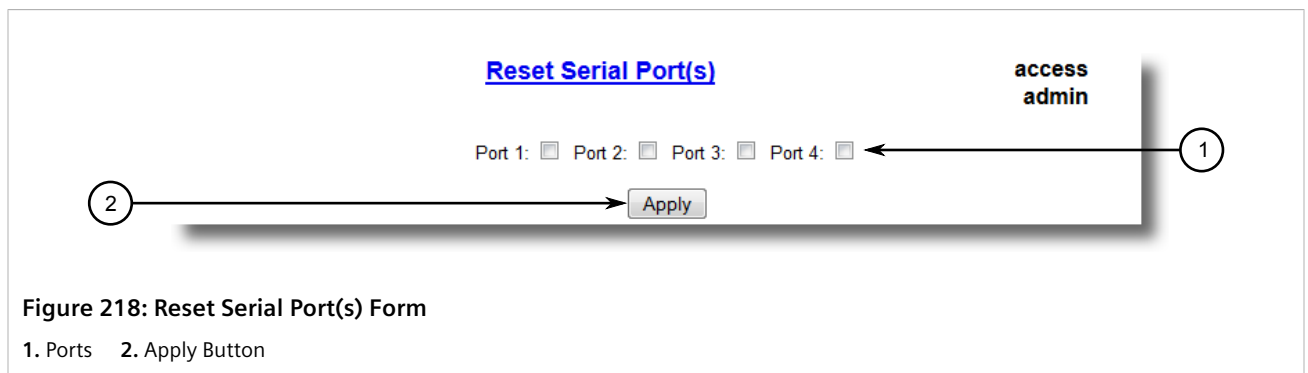 Reset Serial Port(s)
access
admin
Port 1: Port 2: Port 3: Port 4:
1
2
Apply
Figure 218: Reset Serial Port(s) Form
1. Ports 2. Apply Button